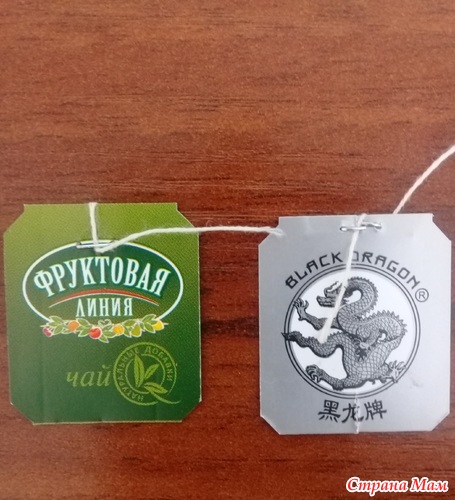 ФРУКТОВАЯ
ЛИНИЯ
чай
НАТУРАЛЬНЫЕ ДОБАВКИ
BLACK DRAGON
®
黑龙牌
Страна Мам